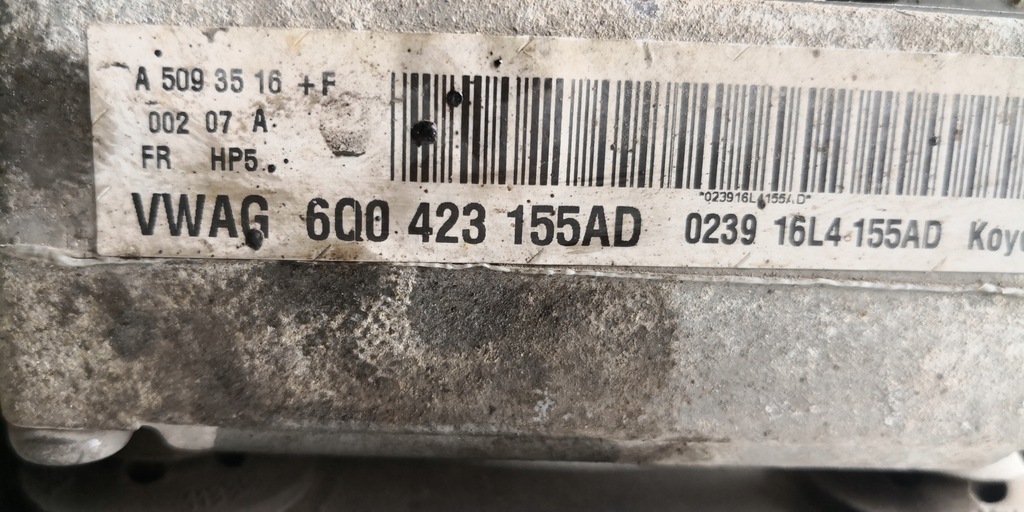 A 509 35 16 +F
002 07 A
FR HP5
*023916L4155AD*
VWAG 6Q0 423 155AD 0239 16L4 155AD